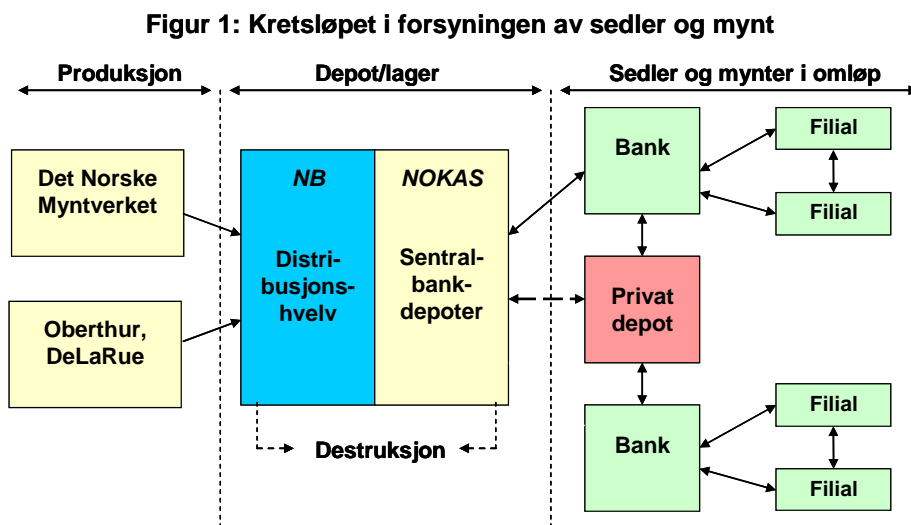 Figur 1: Kretsløpet i forsyningen av sedler og mynt
Produksjon
Depot/lager
Sedler og mynter i omløp
Det Norske
Myntverket
Oberthur,
DeLaRue
NB
Distri-
busjons-
hvelv
NOKAS
Sentral-
bank-
depoter
Destruksjon
Bank
Filial
Filial
Privat
depot
Bank
Filial
Filial